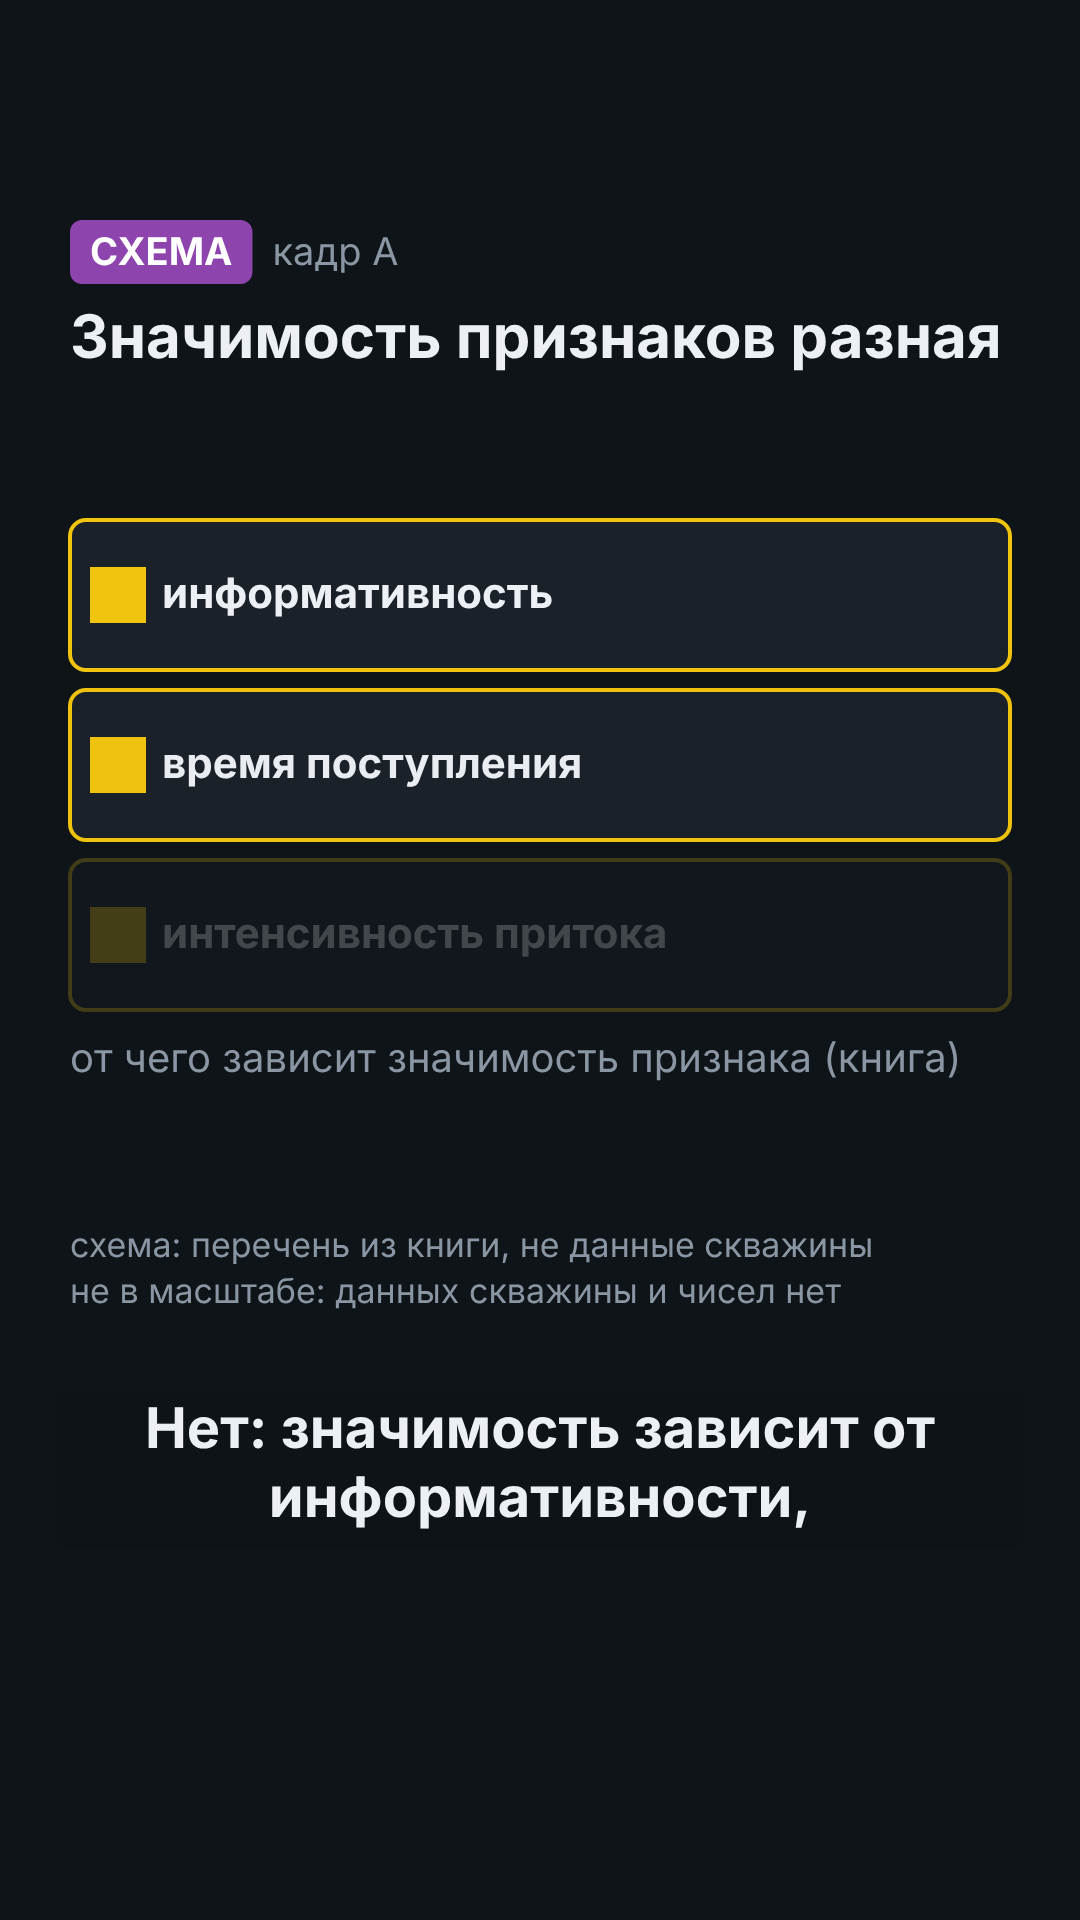 СХЕМА кадр А
Значимость признаков разная
информативность
время поступления
интенсивность притока
от чего зависит значимость признака (книга)
схема: перечень из книги, не данные скважины
не в масштабе: данных скважины и чисел нет
Нет: значимость зависит от
информативности,